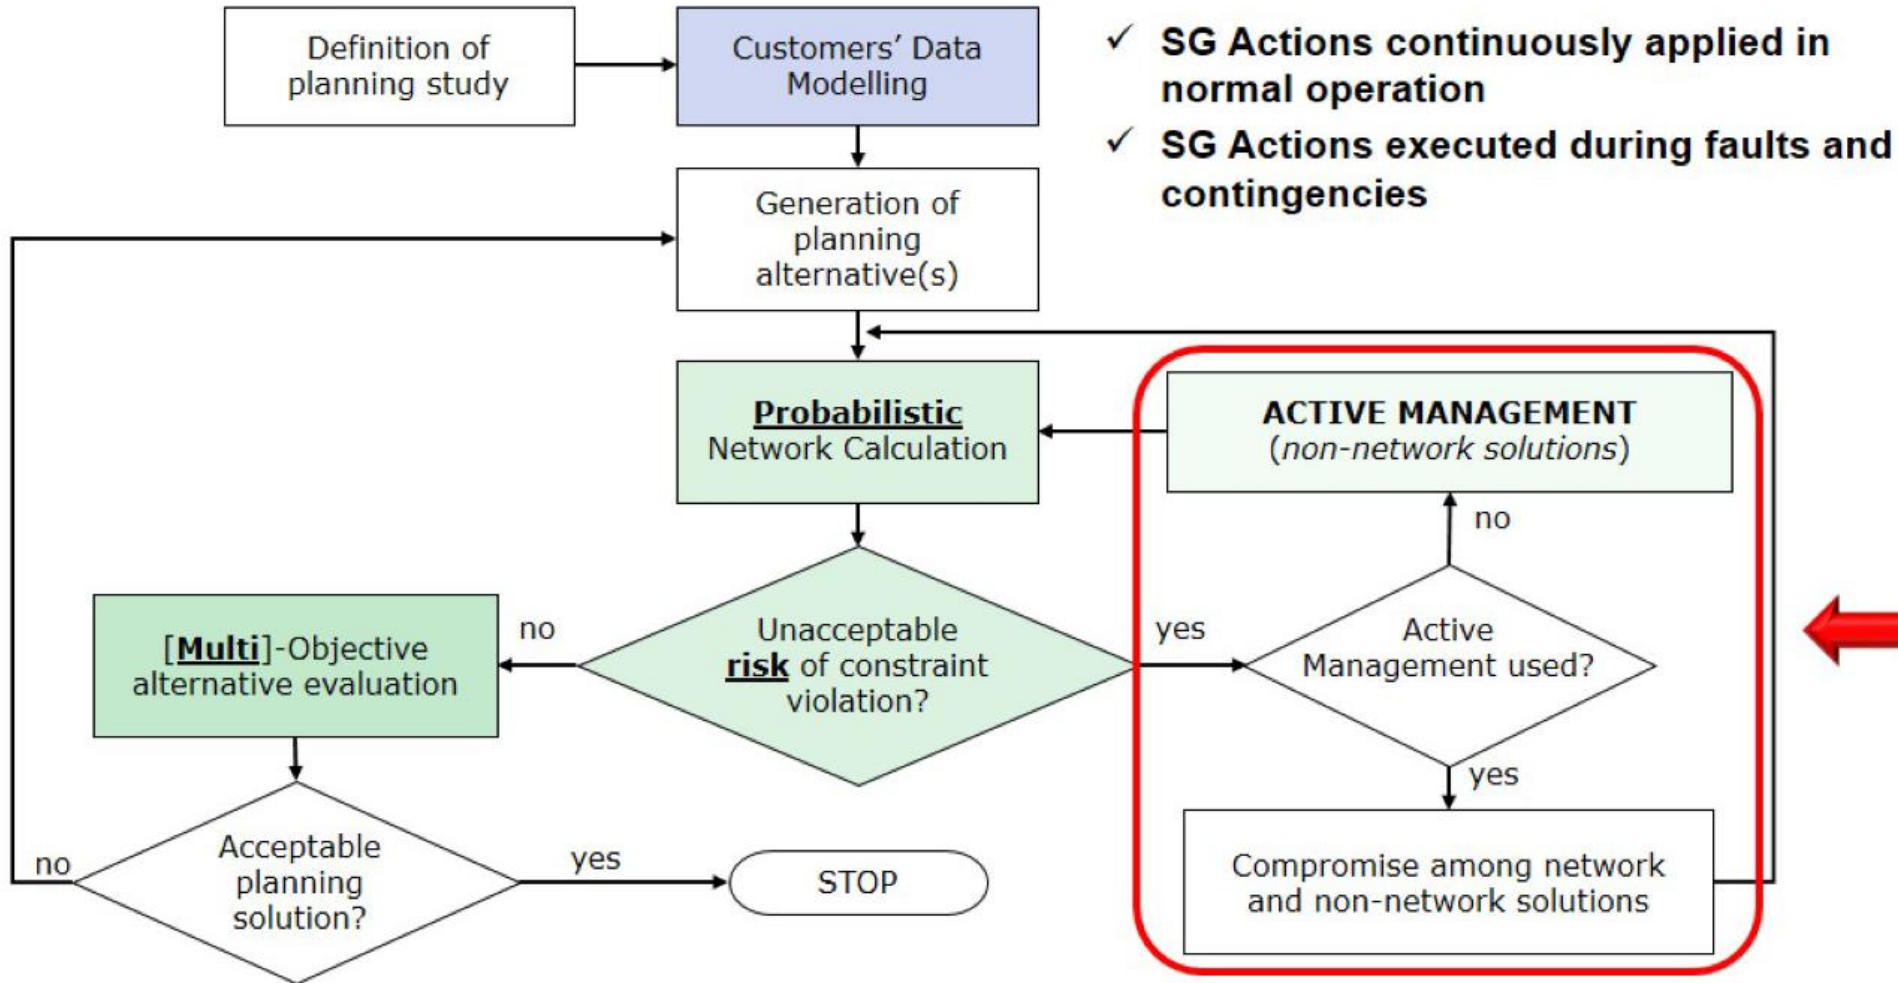 Definition of
planning study
Customers’ Data
Modelling
✓ SG Actions continuously applied in
normal operation
✓ SG Actions executed during faults and
contingencies
Generation of
planning
alternative(s)
Probabilistic
Network Calculation
ACTIVE MANAGEMENT
(non-network solutions)
no
[Multi]-Objective
alternative evaluation
no
Unacceptable
risk of constraint
violation?
yes
Active
Management used?
yes
no
Acceptable
planning
solution?
yes
STOP
Compromise among network
and non-network solutions